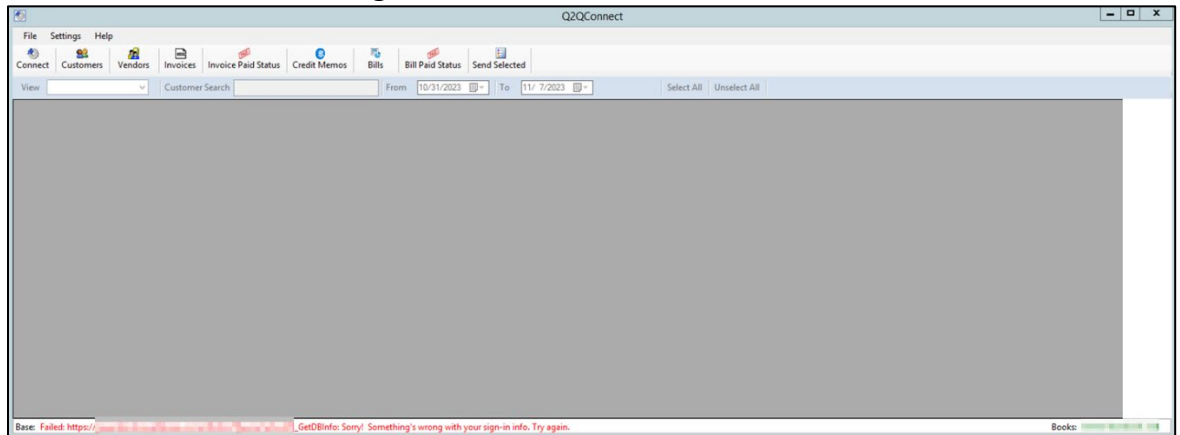 Q2QConnect
File Settings Help
Connect Customers Vendors Invoices Invoice Paid Status Credit Memos Bills Bill Paid Status Send Selected
View Customer Search From 10/31/2023 To 11/ 7/2023 Select All Unselect All
Base: Failed: https:// _GetDBInfo: Sorry! Something's wrong with your sign-in info. Try again. Books: